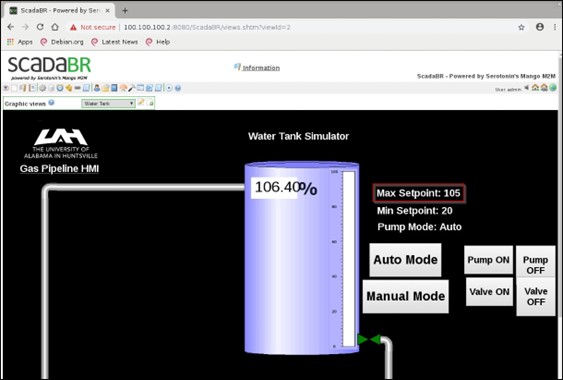 ScadaBR - Powered by Seroton
Not secure | 100.100.100.2:8080/ScadaBR/views.shtm?viewId=2
Apps Debian.org Latest News Help
SCADABR
powered by Serotonin's Mango M2M
Information
ScadaBR - Powered by Serotonin's Mango M2M
User: admin
Graphic views
Water Tank
UAH
THE UNIVERSITY OF
ALABAMA IN HUNTSVILLE
Gas Pipeline HMI
Water Tank Simulator
106.40%
100
80
60
40
20
0
Max Setpoint: 105
Min Setpoint: 20
Pump Mode: Auto
Auto Mode
Manual Mode
Pump ON
Pump
OFF
Valve ON
Valve
OFF